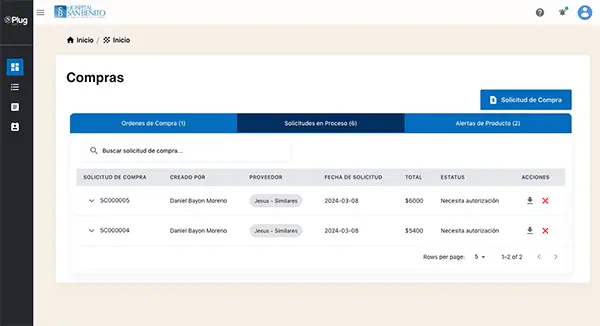 Plug
HOSPITAL
SAN BENITO
Inicio / Inicio
Compras
Solicitud de Compra
Ordenes de Compra (1) Solicitudes en Proceso (6) Alertas de Producto (2)
Buscar solicitud de compra...
SOLICITUD DE COMPRA CREADO POR PROVEEDOR FECHA DE SOLICITUD TOTAL ESTATUS ACCIONES
SC000005 Daniel Bayon Moreno Jesus - Similares 2024-03-08 $6000 Necesita autorización
SC000004 Daniel Bayon Moreno Jesus - Similares 2024-03-08 $5400 Necesita autorización
Rows per page: 5 1–2 of 2